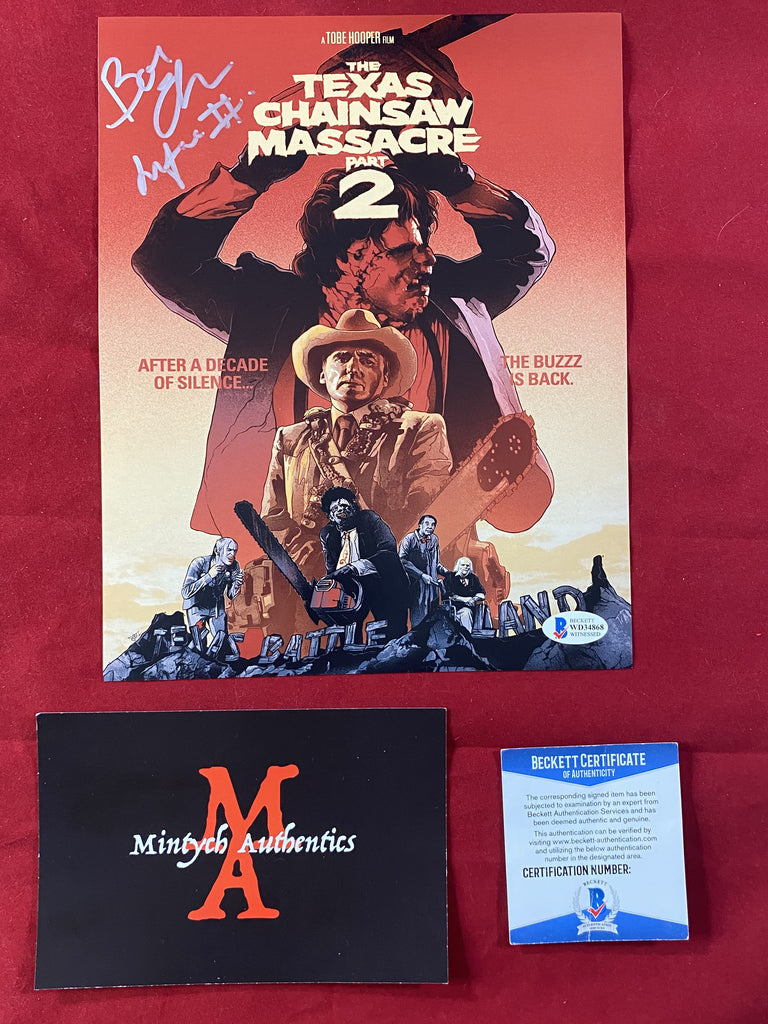 A TOBE HOOPER FILM
THE
TEXAS
CHAINSAW
MASSACRE
PART
2
AFTER A DECADE
OF SILENCE...
THE BUZZZ
IS BACK.
TEXAS BATTLE LAND
B
BECKETT
WD34868
WITNESSED
MA
Mintych Authentics
BECKETT CERTIFICATE
OF AUTHENTICITY
The corresponding signed item has been
subjected to examination by an expert from
Beckett Authentication Services and has
been deemed authentic and genuine.
This authentication can be verified by
visiting www.beckett-authentication.com
and utilizing the below authentication
number in the designated area.
CERTIFICATION NUMBER:
BECKETT
B